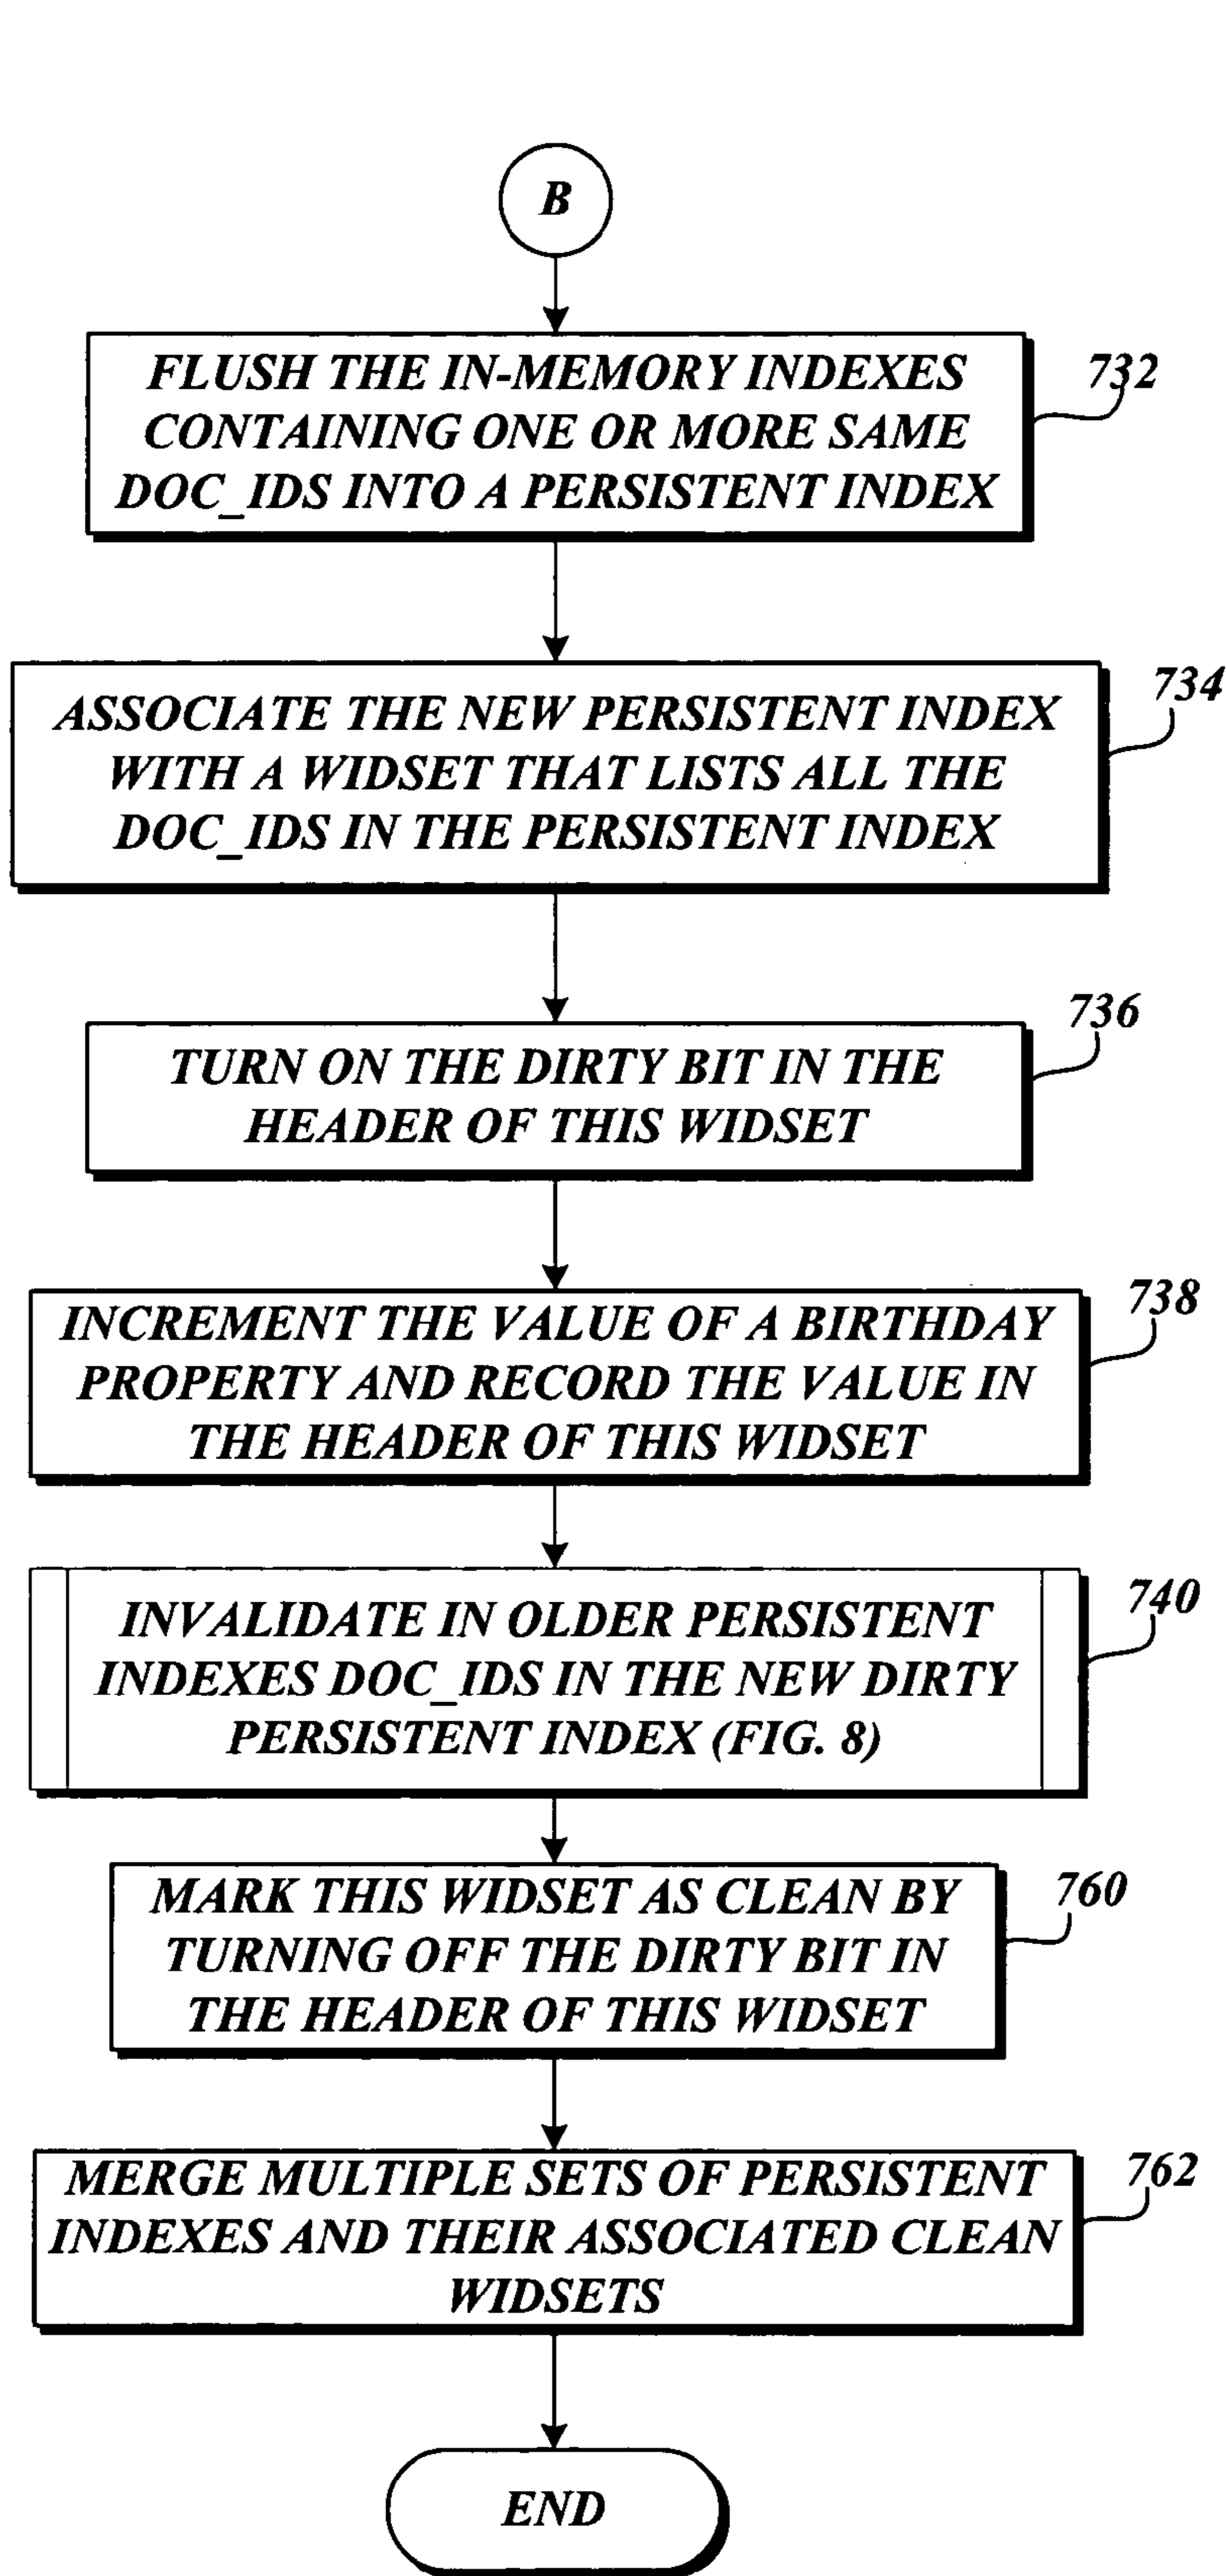 B
FLUSH THE IN-MEMORY INDEXES
CONTAINING ONE OR MORE SAME
DOC_IDS INTO A PERSISTENT INDEX
732
ASSOCIATE THE NEW PERSISTENT INDEX
WITH A WIDSET THAT LISTS ALL THE
DOC_IDS IN THE PERSISTENT INDEX
734
TURN ON THE DIRTY BIT IN THE
HEADER OF THIS WIDSET
736
INCREMENT THE VALUE OF A BIRTHDAY
PROPERTY AND RECORD THE VALUE IN
THE HEADER OF THIS WIDSET
738
INVALIDATE IN OLDER PERSISTENT
INDEXES DOC_IDS IN THE NEW DIRTY
PERSISTENT INDEX (FIG. 8)
740
MARK THIS WIDSET AS CLEAN BY
TURNING OFF THE DIRTY BIT IN
THE HEADER OF THIS WIDSET
760
MERGE MULTIPLE SETS OF PERSISTENT
INDEXES AND THEIR ASSOCIATED CLEAN
WIDSETS
762
END